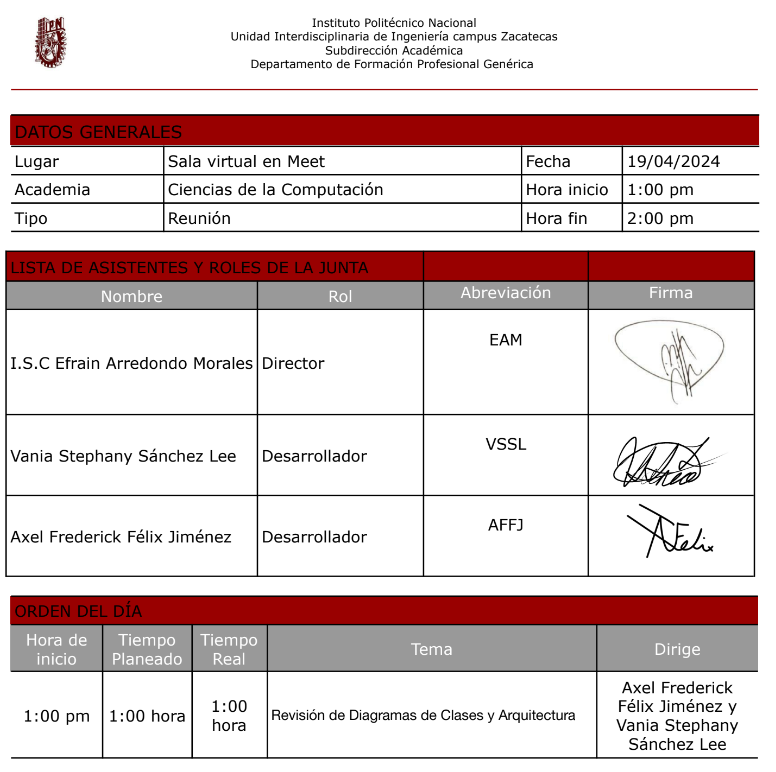 IPN
Instituto Politécnico Nacional
Unidad Interdisciplinaria de Ingeniería campus Zacatecas
Subdirección Académica
Departamento de Formación Profesional Genérica
DATOS GENERALES
Lugar Sala virtual en Meet Fecha 19/04/2024
Academia Ciencias de la Computación Hora inicio 1:00 pm
Tipo Reunión Hora fin 2:00 pm
LISTA DE ASISTENTES Y ROLES DE LA JUNTA
Nombre Rol Abreviación Firma
I.S.C Efrain Arredondo Morales Director EAM
Vania Stephany Sánchez Lee Desarrollador VSSL
Axel Frederick Félix Jiménez Desarrollador AFFJ
AFelix
ORDEN DEL DÍA
Hora de inicio Tiempo Planeado Tiempo Real Tema Dirige
1:00 pm 1:00 hora 1:00 hora Revisión de Diagramas de Clases y Arquitectura Axel Frederick Félix Jiménez y Vania Stephany Sánchez Lee